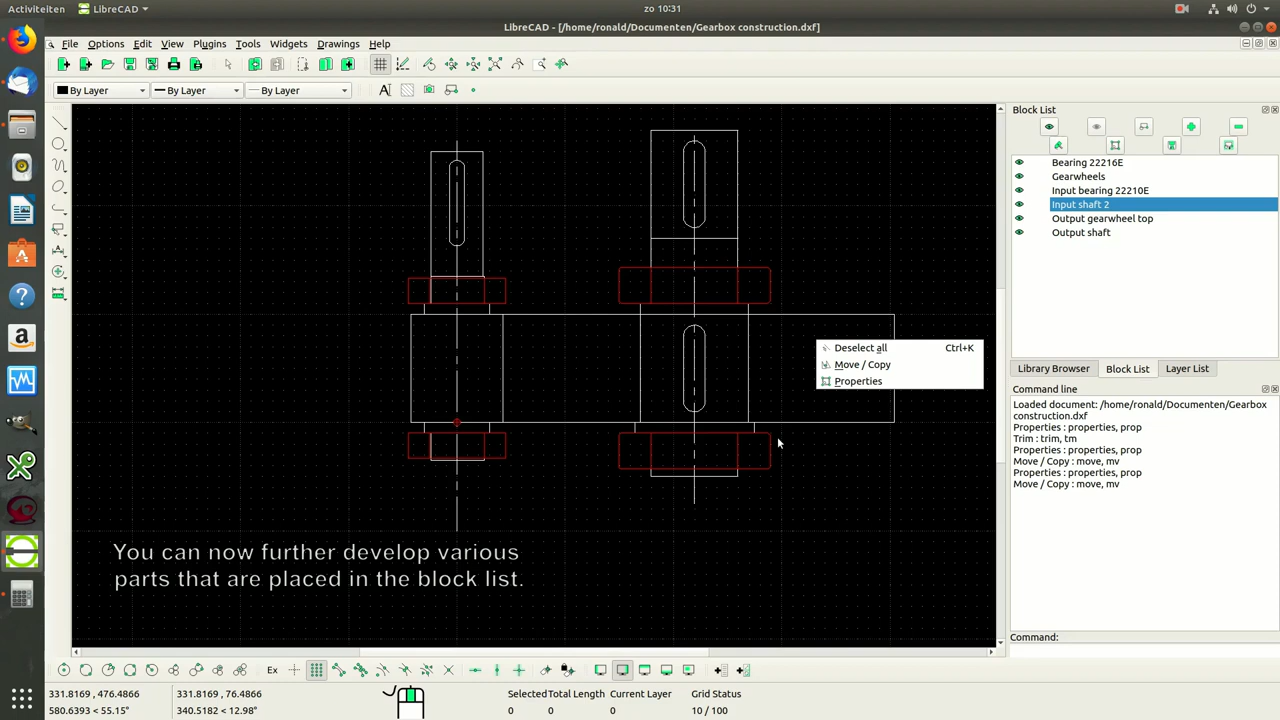 Activiteiten
LibreCAD
zo 10:31
LibreCAD - [/home/ronald/Documenten/Gearbox construction.dxf]
File Options Edit View Plugins Tools Widgets Drawings Help
By Layer By Layer By Layer
Block List
Bearing 22216E
Gearwheels
Input bearing 22210E
Input shaft 2
Output gearwheel top
Output shaft
Deselect all Ctrl+K
Move / Copy
Properties
Library Browser Block List Layer List
Command line
Loaded document: /home/ronald/Documenten/Gearbox
construction.dxf
Properties : properties, prop
Trim : trim, tm
Properties : properties, prop
Move / Copy : move, mv
Properties : properties, prop
Move / Copy : move, mv
You can now further develop various
parts that are placed in the block list.
Command:
Ex
331.8169 , 476.4866 331.8169 , 76.4866 Selected Total Length Current Layer Grid Status
580.6393 < 55.15° 340.5182 < 12.98° 0 0 0 10 / 100